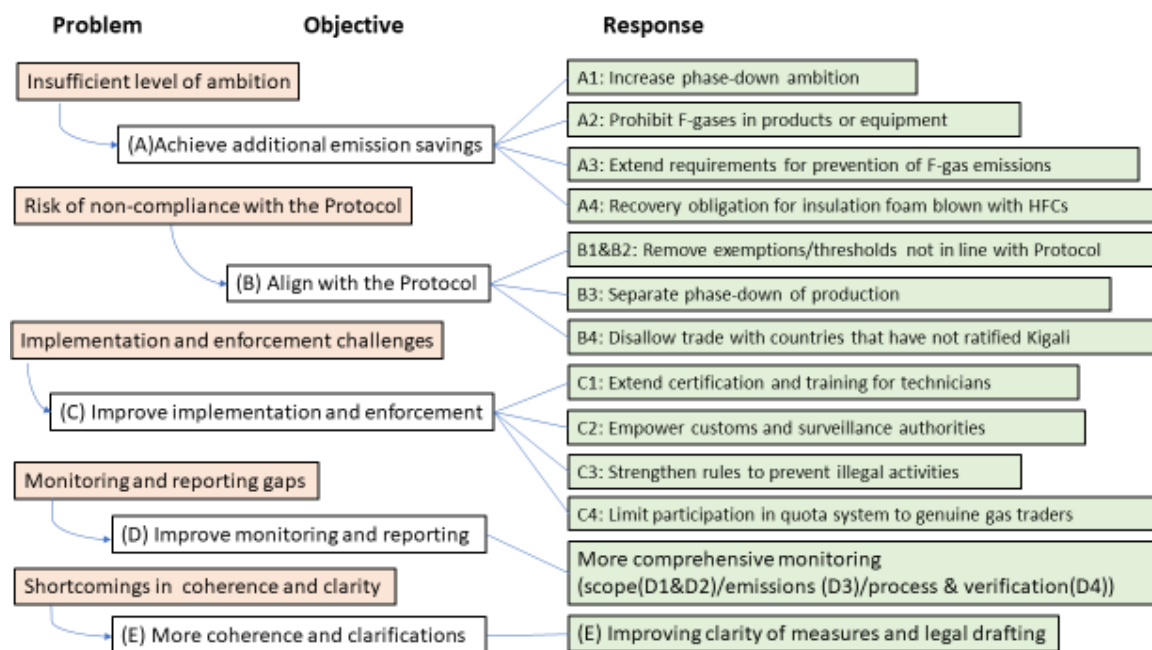 Problem Objective Response
Insufficient level of ambition
(A)Achieve additional emission savings
A1: Increase phase-down ambition
A2: Prohibit F-gases in products or equipment
A3: Extend requirements for prevention of F-gas emissions
A4: Recovery obligation for insulation foam blown with HFCs
Risk of non-compliance with the Protocol
(B) Align with the Protocol
B1&B2: Remove exemptions/thresholds not in line with Protocol
B3: Separate phase-down of production
B4: Disallow trade with countries that have not ratified Kigali
Implementation and enforcement challenges
(C) Improve implementation and enforcement
C1: Extend certification and training for technicians
C2: Empower customs and surveillance authorities
C3: Strengthen rules to prevent illegal activities
C4: Limit participation in quota system to genuine gas traders
Monitoring and reporting gaps
(D) Improve monitoring and reporting
More comprehensive monitoring
(scope(D1&D2)/emissions (D3)/process & verification(D4))
Shortcomings in coherence and clarity
(E) More coherence and clarifications
(E) Improving clarity of measures and legal drafting